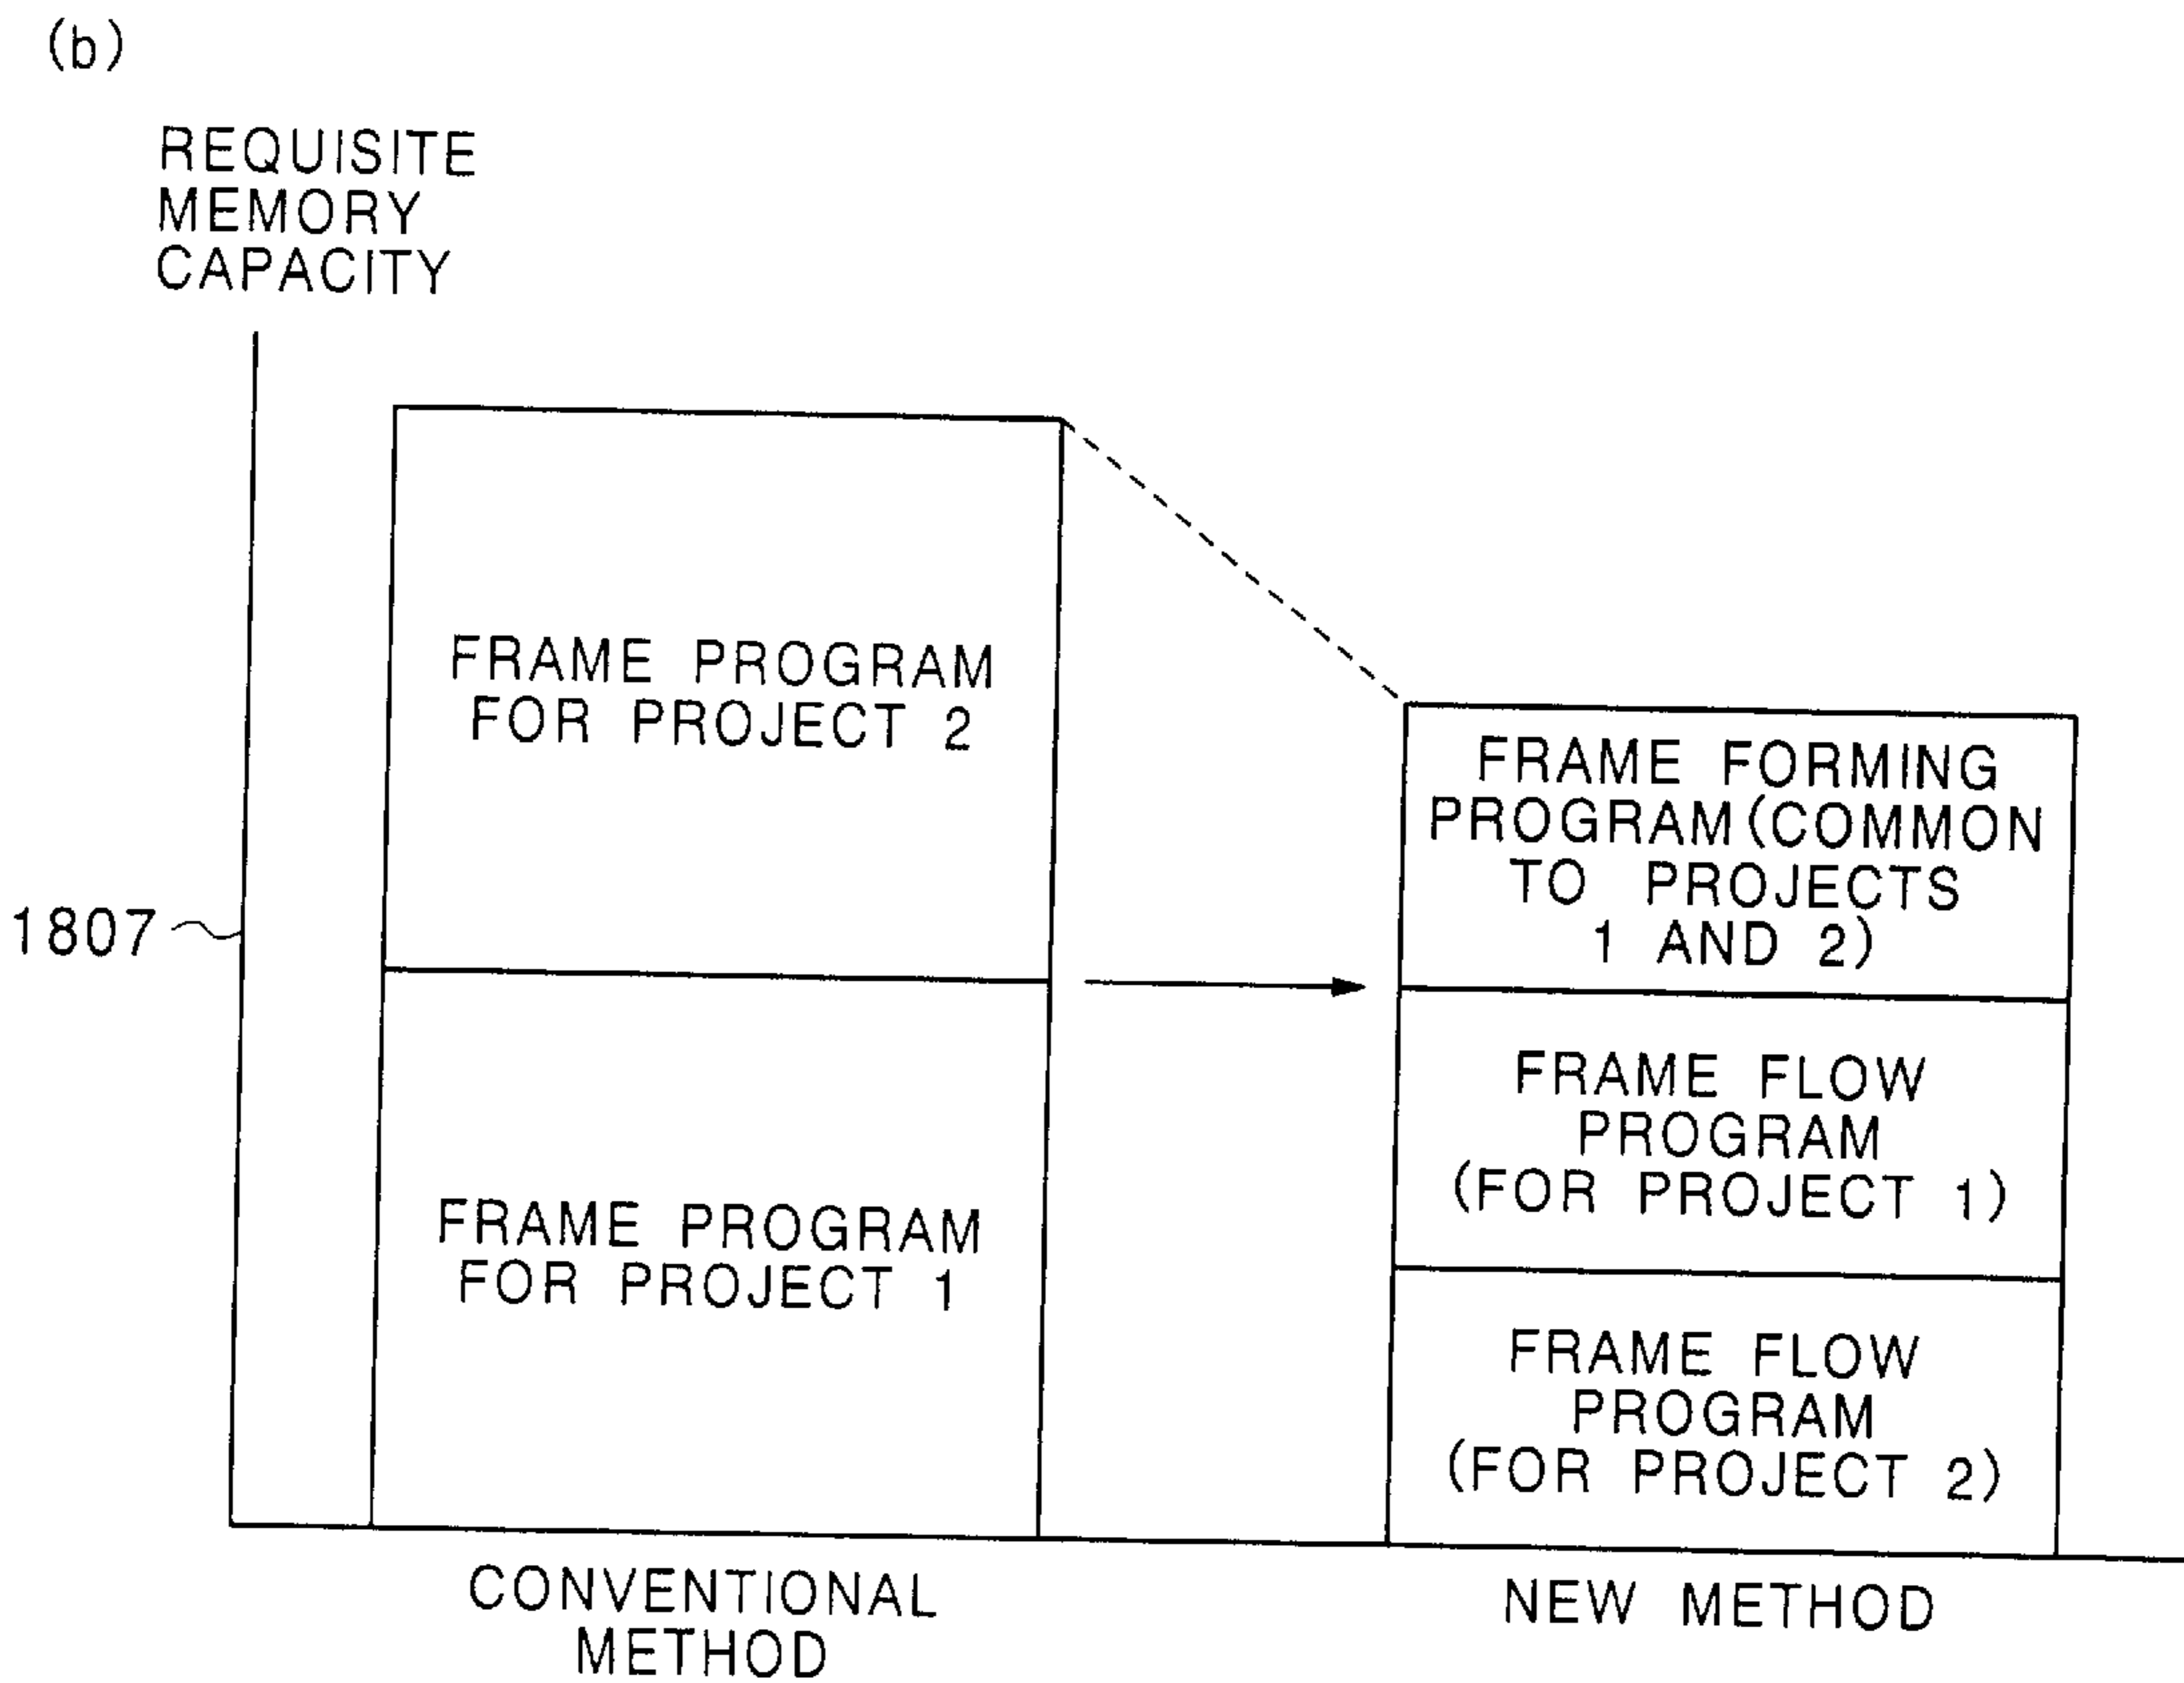 (b)
REQUISITE
MEMORY
CAPACITY
FRAME PROGRAM
FOR PROJECT 2
FRAME FORMING
PROGRAM(COMMON
TO PROJECTS
1 AND 2)
1807
FRAME FLOW
PROGRAM
(FOR PROJECT 1)
FRAME PROGRAM
FOR PROJECT 1
FRAME FLOW
PROGRAM
(FOR PROJECT 2)
CONVENTIONAL
METHOD
NEW METHOD